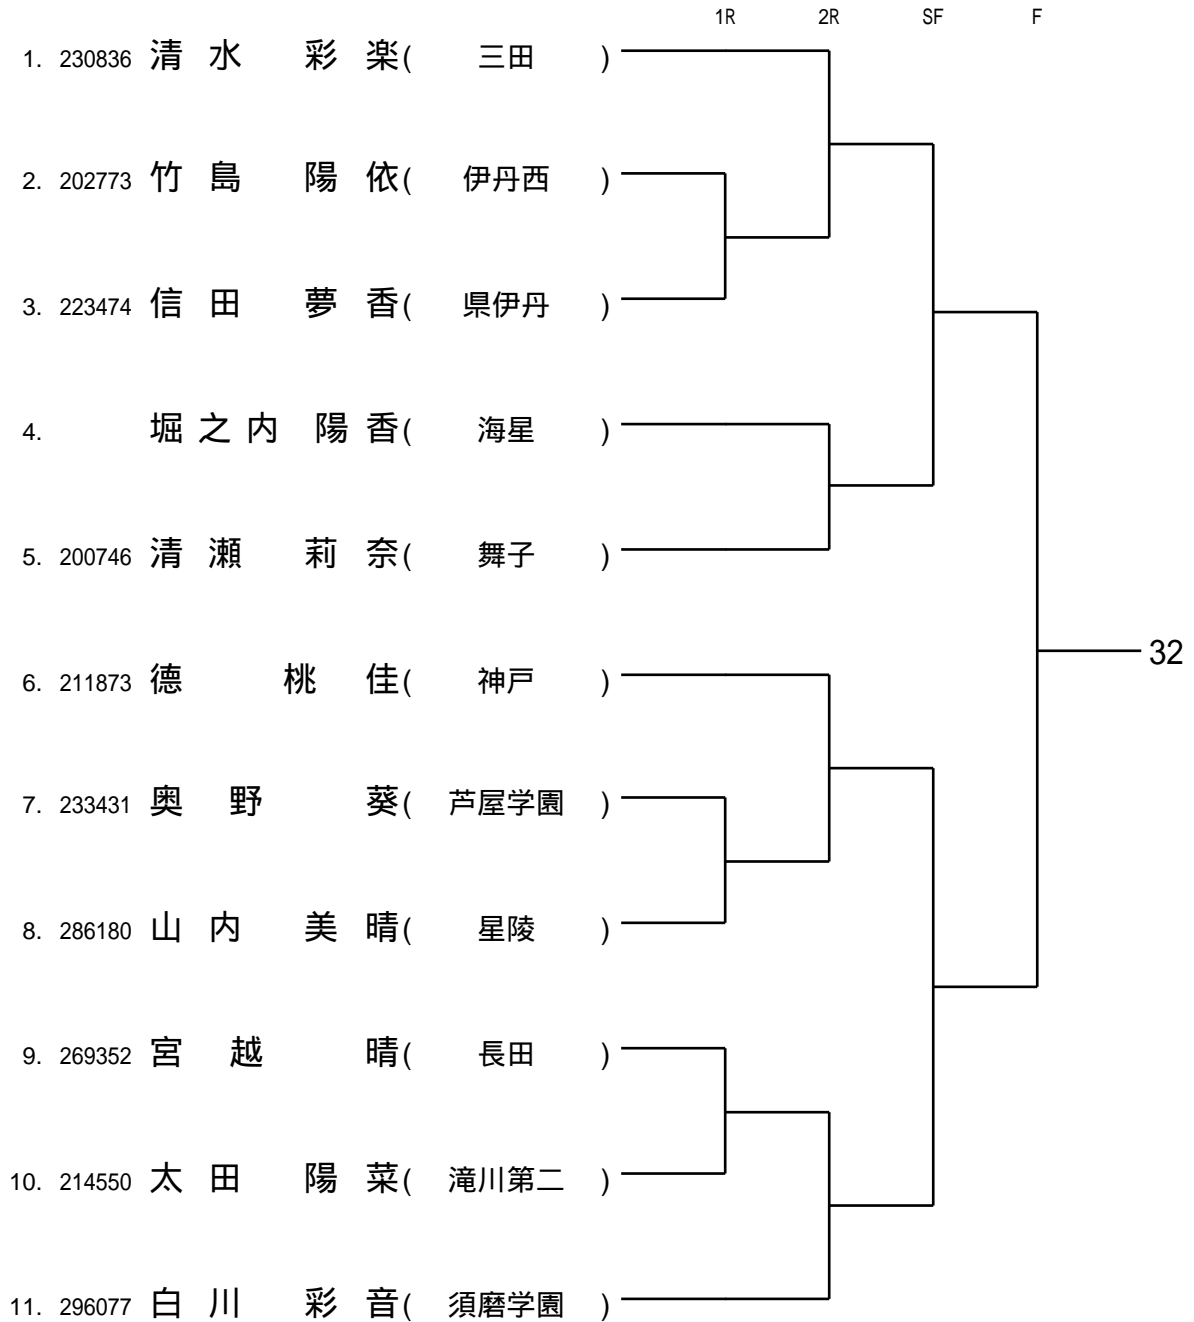 1R 2R SF F
1. 230836 清水 彩楽( 三田 )
2. 202773 竹島 陽依( 伊丹西 )
3. 223474 信田 夢香( 県伊丹 )
4. 堀之内 陽香( 海星 )
5. 200746 清瀬 莉奈( 舞子 )
32
6. 211873 德 桃佳( 神戸 )
7. 233431 奥野 葵( 芦屋学園 )
8. 286180 山内 美晴( 星陵 )
9. 269352 宮越 晴( 長田 )
10. 214550 太田 陽菜( 滝川第二 )
11. 296077 白川 彩音( 須磨学園 )